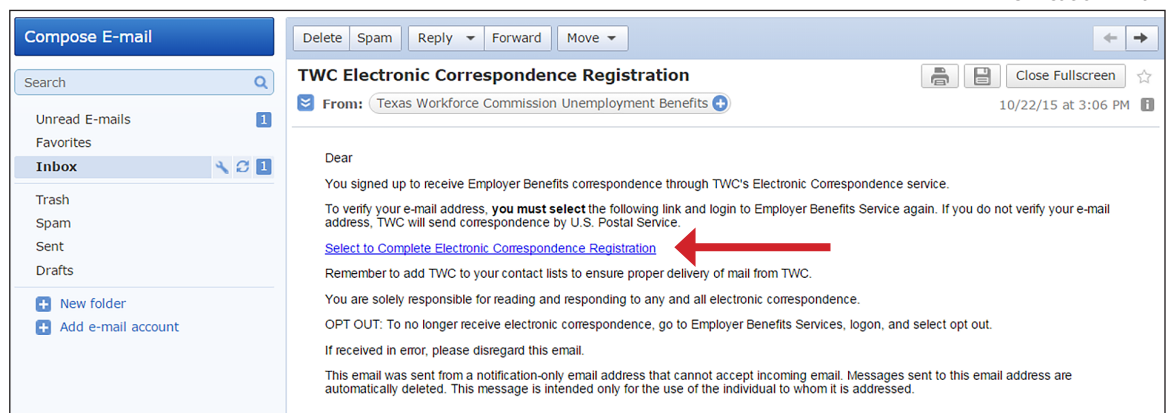 Compose E-mail
Delete Spam Reply Forward Move
TWC Electronic Correspondence Registration
Close Fullscreen
Search
From: Texas Workforce Commission Unemployment Benefits
10/22/15 at 3:06 PM
Unread E-mails 1
Favorites
Inbox 1
Trash
Spam
Sent
Drafts
New folder
Add e-mail account
Dear
You signed up to receive Employer Benefits correspondence through TWC's Electronic Correspondence service.
To verify your e-mail address, you must select the following link and login to Employer Benefits Service again. If you do not verify your e-mail
address, TWC will send correspondence by U.S. Postal Service.
Select to Complete Electronic Correspondence Registration
Remember to add TWC to your contact lists to ensure proper delivery of mail from TWC.
You are solely responsible for reading and responding to any and all electronic correspondence.
OPT OUT: To no longer receive electronic correspondence, go to Employer Benefits Services, logon, and select opt out.
If received in error, please disregard this email.
This email was sent from a notification-only email address that cannot accept incoming email. Messages sent to this email address are
automatically deleted. This message is intended only for the use of the individual to whom it is addressed.